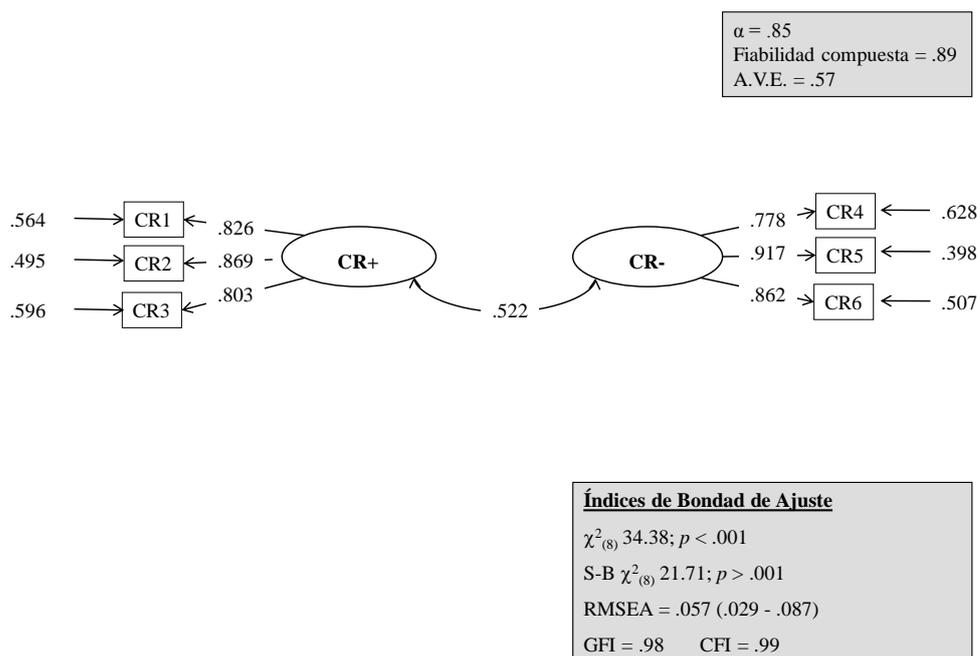 α = .85
Fiabilidad compuesta = .89
A.V.E. = .57
.564 CR1 .826
.495 CR2 .869
.596 CR3 .803
CR+
.522
CR-
.778 CR4 .628
.917 CR5 .398
.862 CR6 .507
Índices de Bondad de Ajuste
χ²₍₈₎ 34.38; p < .001
S-B χ²₍₈₎ 21.71; p > .001
RMSEA = .057 (.029 - .087)
GFI = .98 CFI = .99